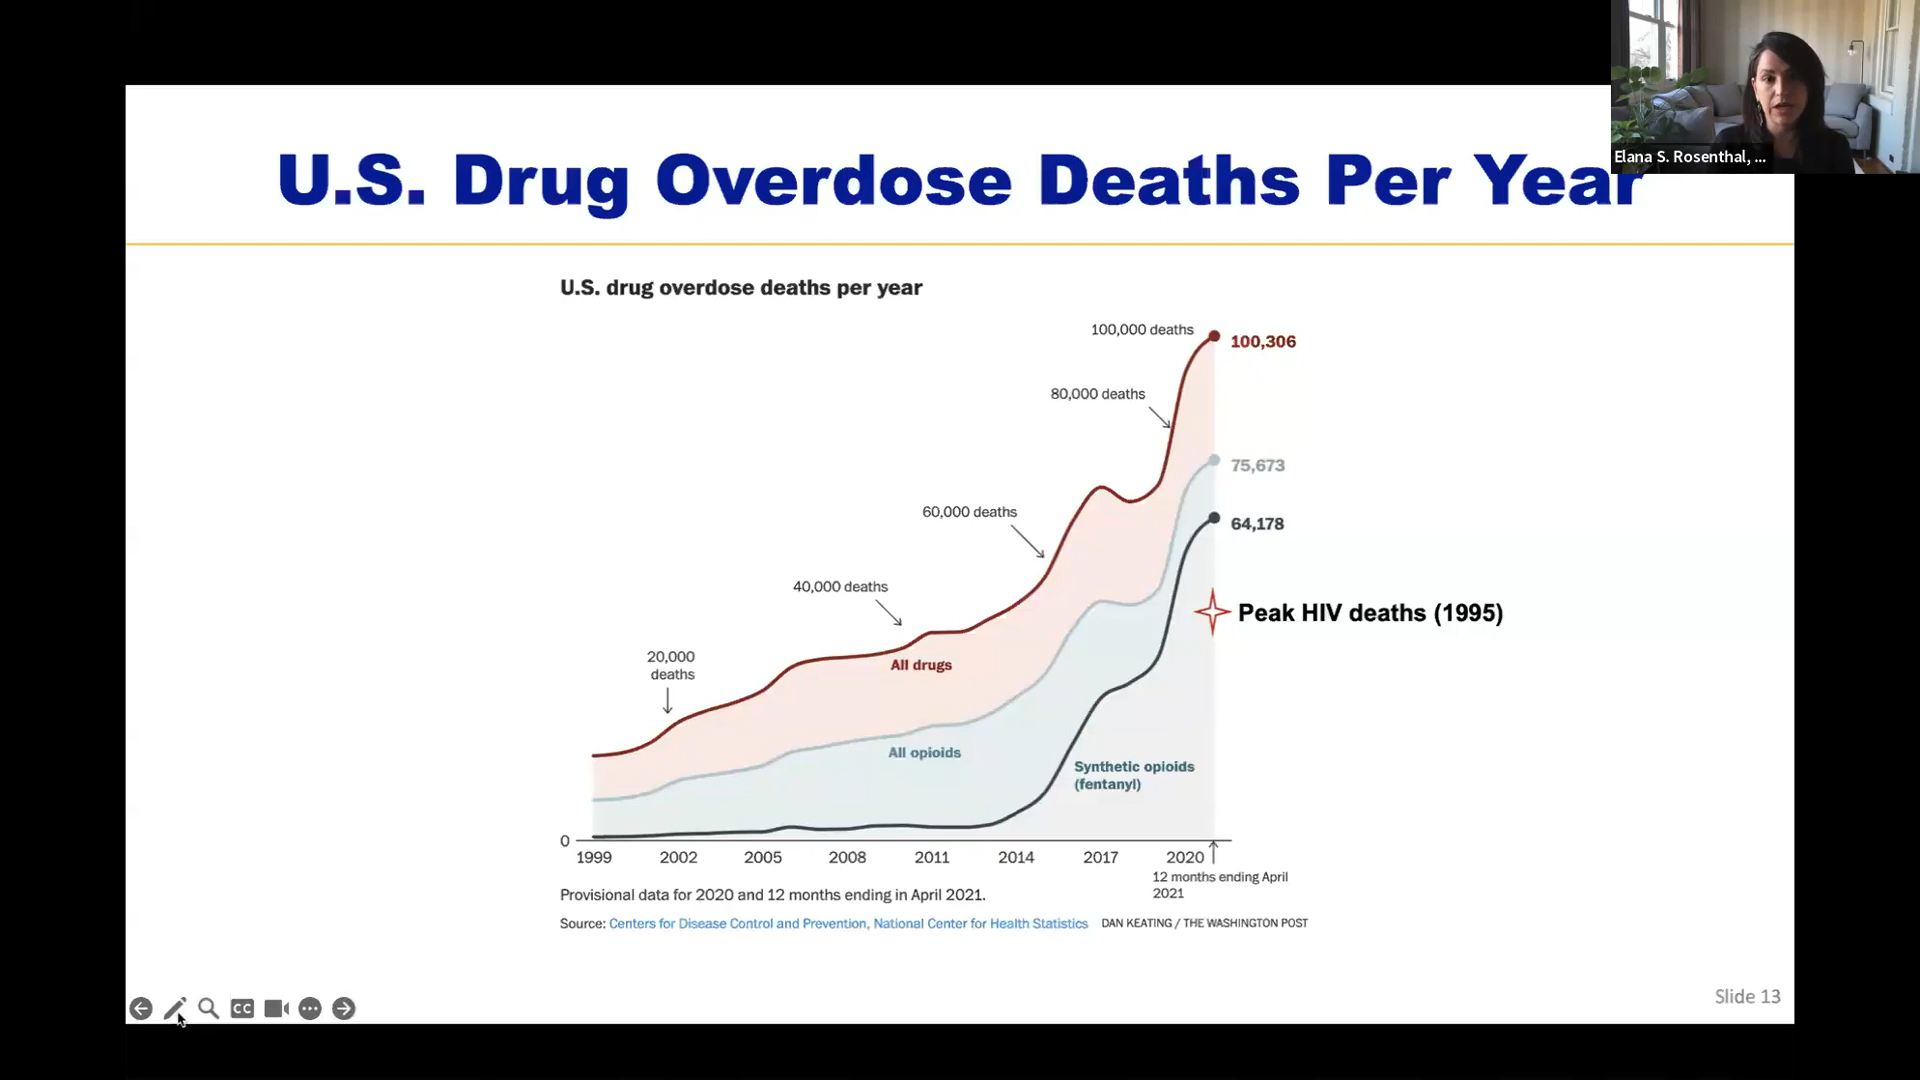 Elana S. Rosenthal, ...
U.S. Drug Overdose Deaths Per Year
U.S. drug overdose deaths per year
100,000 deaths
100,306
80,000 deaths
75,673
60,000 deaths
64,178
40,000 deaths
Peak HIV deaths (1995)
20,000
deaths
All drugs
All opioids
Synthetic opioids
(fentanyl)
0
1999 2002 2005 2008 2011 2014 2017 2020
12 months ending April
2021
Provisional data for 2020 and 12 months ending in April 2021.
Source: Centers for Disease Control and Prevention, National Center for Health Statistics DAN KEATING / THE WASHINGTON POST
Slide 13
CC